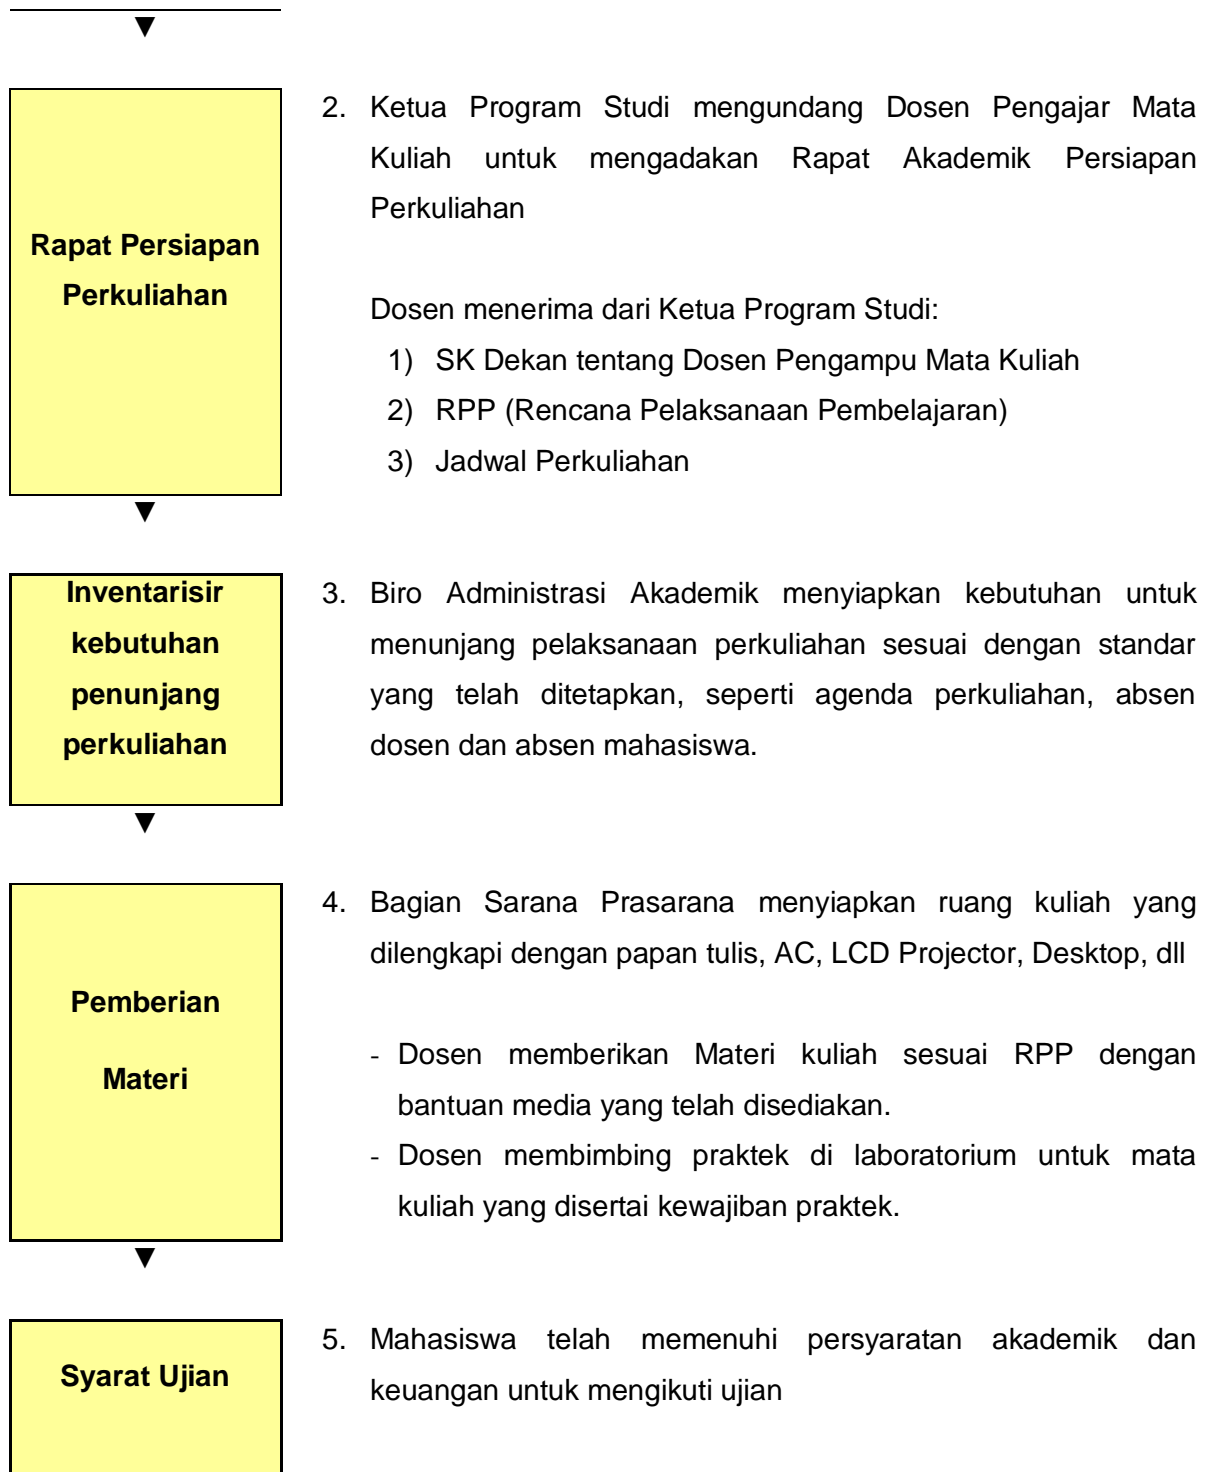 Rapat Persiapan
Perkuliahan
2. Ketua Program Studi mengundang Dosen Pengajar Mata
Kuliah untuk mengadakan Rapat Akademik Persiapan
Perkuliahan
Dosen menerima dari Ketua Program Studi:
1) SK Dekan tentang Dosen Pengampu Mata Kuliah
2) RPP (Rencana Pelaksanaan Pembelajaran)
3) Jadwal Perkuliahan
Inventarisir
kebutuhan
penunjang
perkuliahan
3. Biro Administrasi Akademik menyiapkan kebutuhan untuk
menunjang pelaksanaan perkuliahan sesuai dengan standar
yang telah ditetapkan, seperti agenda perkuliahan, absen
dosen dan absen mahasiswa.
Pemberian
Materi
4. Bagian Sarana Prasarana menyiapkan ruang kuliah yang
dilengkapi dengan papan tulis, AC, LCD Projector, Desktop, dll
- Dosen memberikan Materi kuliah sesuai RPP dengan
bantuan media yang telah disediakan.
- Dosen membimbing praktek di laboratorium untuk mata
kuliah yang disertai kewajiban praktek.
Syarat Ujian
5. Mahasiswa telah memenuhi persyaratan akademik dan
keuangan untuk mengikuti ujian